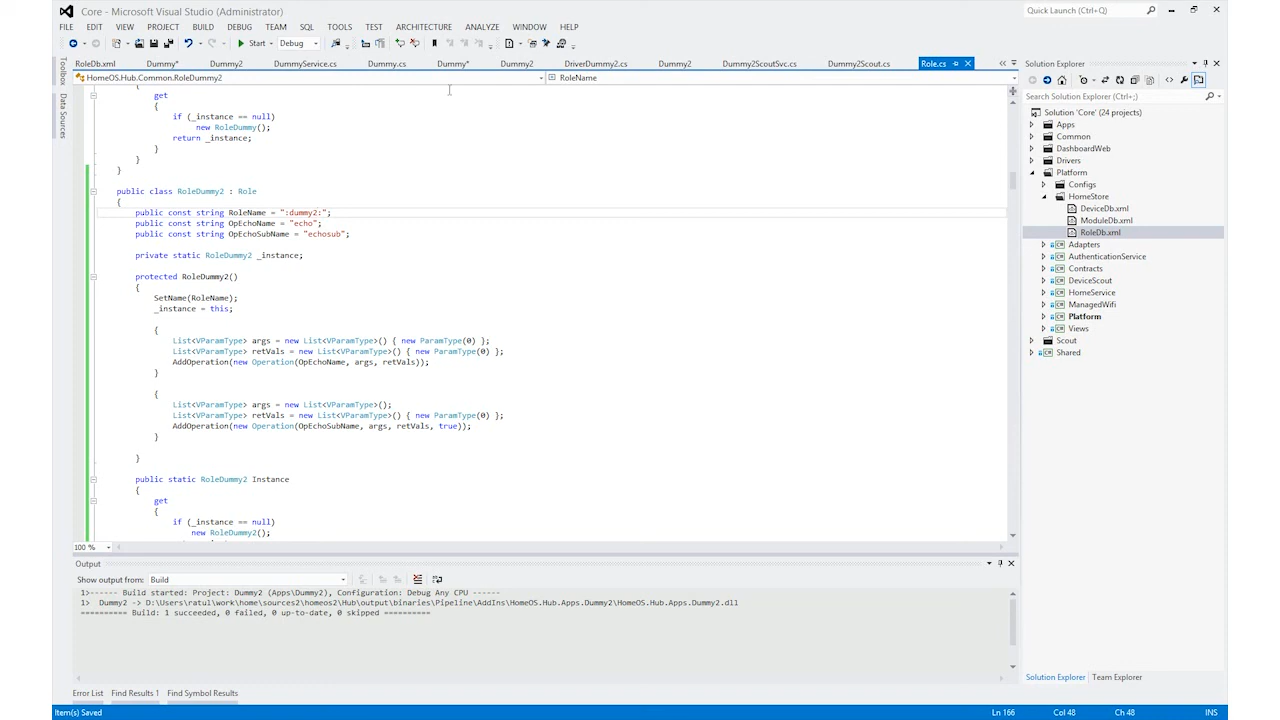 Core - Microsoft Visual Studio (Administrator)
Quick Launch (Ctrl+Q)
FILE EDIT VIEW PROJECT BUILD DEBUG TEAM SQL TOOLS TEST ARCHITECTURE ANALYZE WINDOW HELP
Start Debug
RoleDb.xml Dummy* Dummy2 DummyService.cs Dummy.cs Dummy* Dummy2 DriverDummy2.cs Dummy2 Dummy2ScoutSvc.cs Dummy2Scout.cs Role.cs
HomeOS.Hub.Common.RoleDummy2 RoleName
Toolbox
Data Sources
{
get
{
if (_instance == null)
new RoleDummy();
return _instance;
}
}
}
public class RoleDummy2 : Role
{
public const string RoleName = ":dummy2:";
public const string OpEchoName = "echo";
public const string OpEchoSubName = "echosub";
private static RoleDummy2 _instance;
protected RoleDummy2()
{
SetName(RoleName);
_instance = this;
{
List<VParamType> args = new List<VParamType>() { new ParamType(0) };
List<VParamType> retVals = new List<VParamType>() { new ParamType(0) };
AddOperation(new Operation(OpEchoName, args, retVals));
}
{
List<VParamType> args = new List<VParamType>();
List<VParamType> retVals = new List<VParamType>() { new ParamType(0) };
AddOperation(new Operation(OpEchoSubName, args, retVals, true));
}
}
public static RoleDummy2 Instance
{
get
{
if (_instance == null)
new RoleDummy2();
100 %
Output
Show output from: Build
1>------ Build started: Project: Dummy2 (Apps\Dummy2), Configuration: Debug Any CPU ------
1> Dummy2 -> D:\Users\ratul\work\home\sources2\homeos2\Hub\output\binaries\Pipeline\AddIns\HomeOS.Hub.Apps.Dummy2\HomeOS.Hub.Apps.Dummy2.dll
========== Build: 1 succeeded, 0 failed, 0 up-to-date, 0 skipped ==========
Error List Find Results 1 Find Symbol Results
Solution Explorer
Search Solution Explorer (Ctrl+;)
Solution 'Core' (24 projects)
Apps
Common
DashboardWeb
Drivers
Platform
Configs
HomeStore
DeviceDb.xml
ModuleDb.xml
RoleDb.xml
Adapters
AuthenticationService
Contracts
DeviceScout
HomeService
ManagedWifi
Platform
Views
Scout
Shared
Solution Explorer Team Explorer
Item(s) Saved Ln 166 Col 48 Ch 48 INS